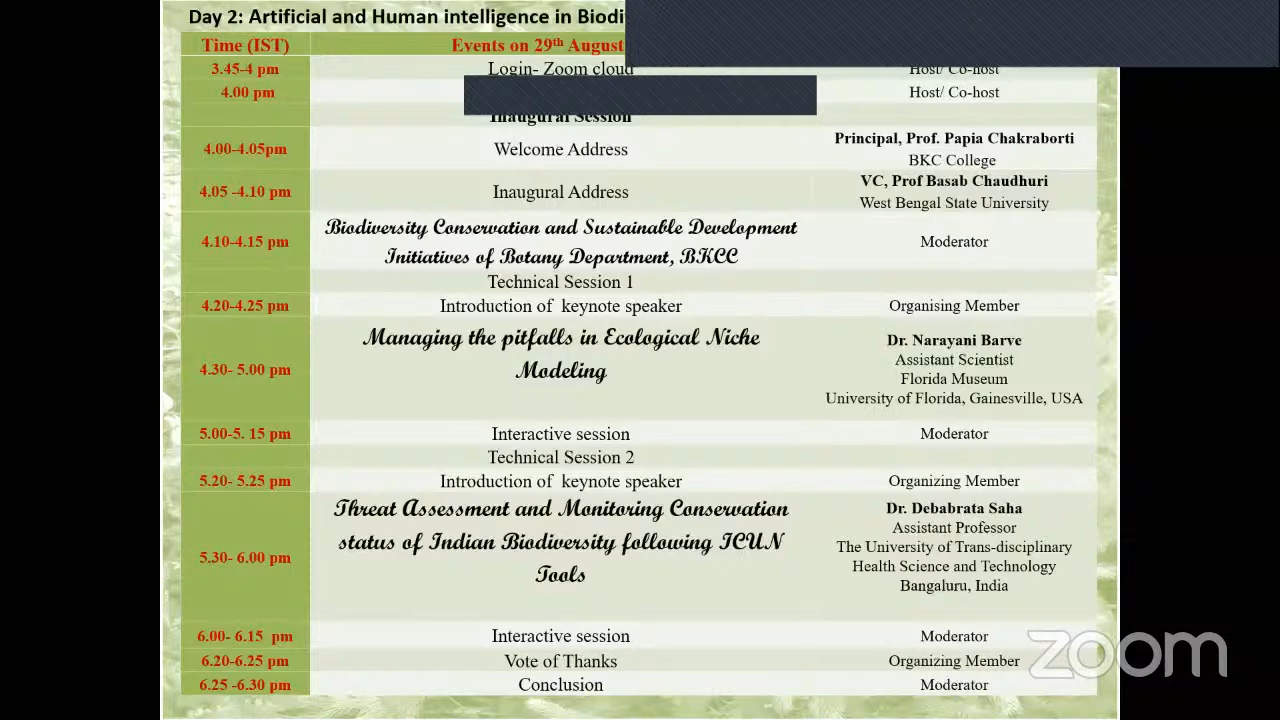 Day 2: Artificial and Human intelligence in
Time (IST) Events on 29th August
3.45-4 pm Login- Zoom cloud Host/ Co-host
4.00 pm Host/ Co-host
Inaugural Session
4.00-4.05pm Welcome Address Principal, Prof. Papia Chakraborti
BKC College
4.05 -4.10 pm Inaugural Address VC, Prof Basab Chaudhuri
West Bengal State University
4.10-4.15 pm Biodiversity Conservation and Sustainable Development Moderator
Initiatives of Botany Department, BKCC
Technical Session 1
4.20-4.25 pm Introduction of keynote speaker Organising Member
4.30- 5.00 pm Managing the pitfalls in Ecological Niche
Modeling
Dr. Narayani Barve
Assistant Scientist
Florida Museum
University of Florida, Gainesville, USA
5.00-5. 15 pm Interactive session Moderator
Technical Session 2
5.20- 5.25 pm Introduction of keynote speaker Organizing Member
5.30- 6.00 pm Threat Assessment and Monitoring Conservation
status of Indian Biodiversity following ICUN
Tools
Dr. Debabrata Saha
Assistant Professor
The University of Trans-disciplinary
Health Science and Technology
Bangaluru, India
6.00- 6.15 pm Interactive session Moderator
6.20-6.25 pm Vote of Thanks Organizing Member
6.25 -6.30 pm Conclusion Moderator
zoom